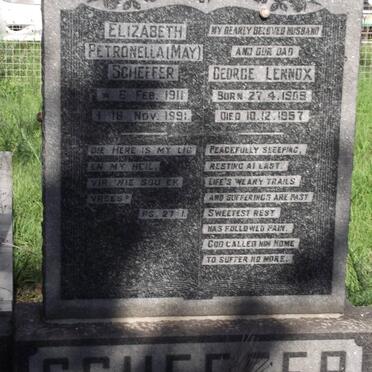 ELIZABETH
PETRONELLA (MAY)
SCHEFFER
* 6 FEB. 1911
† 18 NOV. 1991
DIE HERE IS MY LIG
EN MY HEIL,
VIR WIE SOU EK
VREES?
PS. 27:1
MY DEARLY BELOVED HUSBAND
AND OUR DAD
GEORGE LENNOX
BORN 27.4.1909
DIED 10.12.1957
PEACEFULLY SLEEPING,
RESTING AT LAST.
LIFE'S WEARY TRAILS
AND SUFFERINGS ARE PAST
SWEETEST REST
HAS FOLLOWED PAIN.
GOD CALLED HIM HOME
TO SUFFER NO MORE.
SCHEFFER